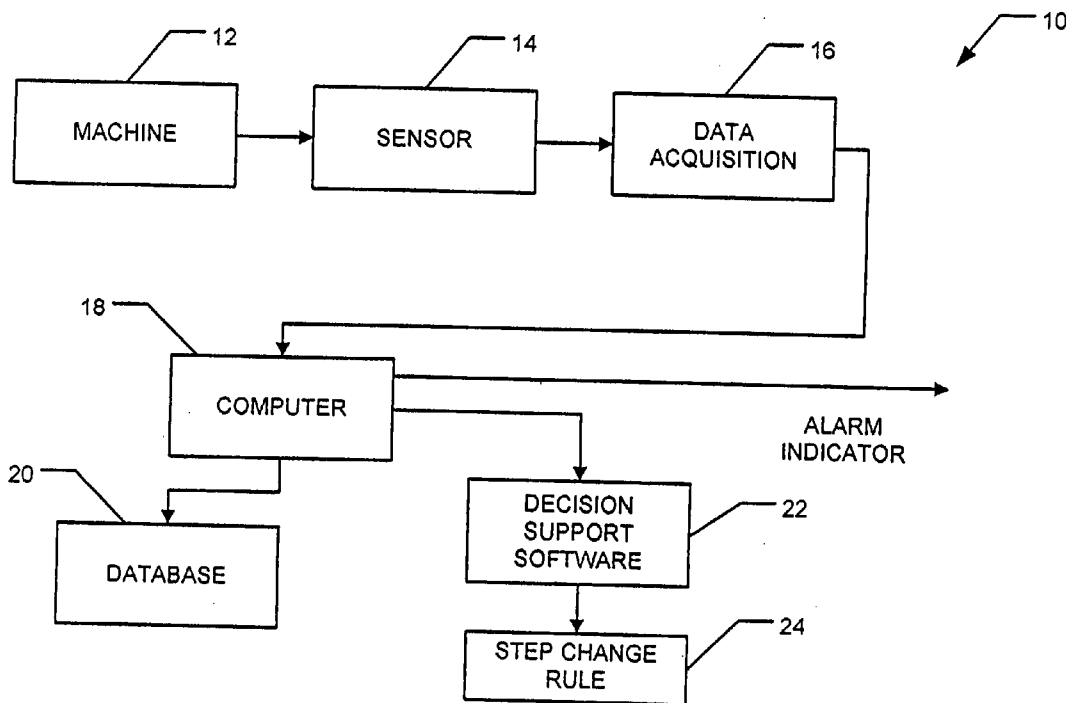 10
12
14
16
MACHINE
SENSOR
DATA
ACQUISITION
18
COMPUTER
ALARM
INDICATOR
20
DATABASE
DECISION
SUPPORT
SOFTWARE
22
STEP CHANGE
RULE
24